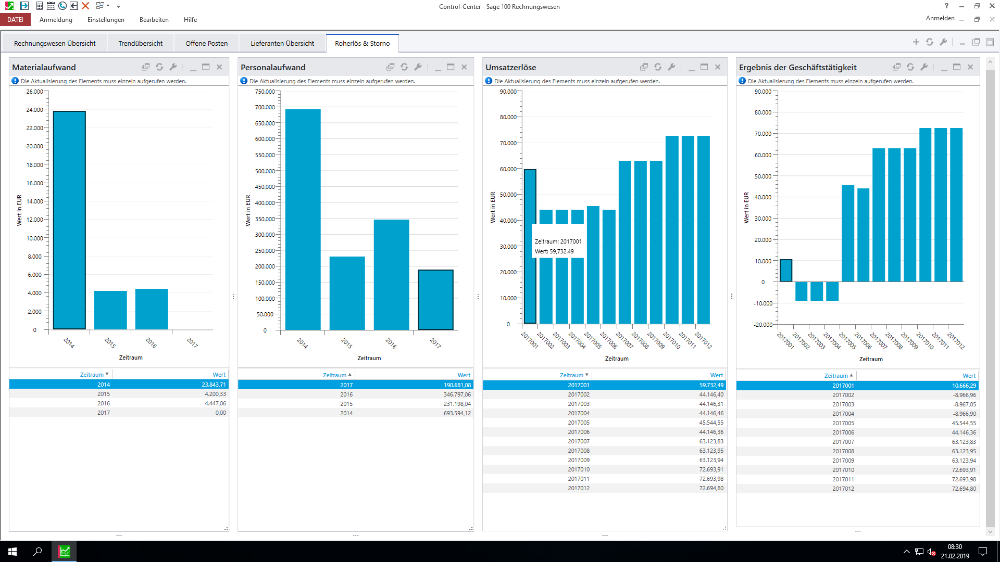 Control-Center - Sage 100 Rechnungswesen
DATEI Anmeldung Einstellungen Bearbeiten Hilfe Anmelden
Rechnungswesen Übersicht Trendübersicht Offene Posten Lieferanten Übersicht Roherlös & Storno
Materialaufwand
Die Aktualisierung des Elements muss einzeln aufgerufen werden.
26.000
24.000
22.000
20.000
18.000
16.000
14.000
12.000
10.000
8.000
6.000
4.000
2.000
0
Wert in EUR
2014 2015 2016 2017
Zeitraum
Zeitraum Wert
2014 23.843,71
2015 4.200,33
2016 4.447,06
2017 0,00
Personalaufwand
Die Aktualisierung des Elements muss einzeln aufgerufen werden.
750.000
700.000
650.000
600.000
550.000
500.000
450.000
400.000
350.000
300.000
250.000
200.000
150.000
100.000
50.000
0
Wert in EUR
2014 2015 2016 2017
Zeitraum
Zeitraum Wert
2017 190.681,08
2016 346.797,06
2015 231.198,04
2014 693.594,12
Umsatzerlöse
Die Aktualisierung des Elements muss einzeln aufgerufen werden.
90.000
80.000
70.000
60.000
50.000
40.000
30.000
20.000
10.000
0
Wert in EUR
Zeitraum: 2017001
Wert: 59,732.49
2017001 2017002 2017003 2017004 2017005 2017006 2017007 2017008 2017009 2017010 2017011 2017012
Zeitraum
Zeitraum Wert
2017001 59.732,49
2017002 44.146,40
2017003 44.146,31
2017004 44.146,46
2017005 45.544,55
2017006 44.146,36
2017007 63.123,83
2017008 63.123,95
2017009 63.123,94
2017010 72.693,91
2017011 72.693,98
2017012 72.694,80
Ergebnis der Geschäftstätigkeit
Die Aktualisierung des Elements muss einzeln aufgerufen werden.
90.000
80.000
70.000
60.000
50.000
40.000
30.000
20.000
10.000
0
-10.000
-20.000
Wert in EUR
2017001 2017002 2017003 2017004 2017005 2017006 2017007 2017008 2017009 2017010 2017011 2017012
Zeitraum
Zeitraum Wert
2017001 10.666,29
2017002 -8.966,96
2017003 -8.967,05
2017004 -8.966,90
2017005 45.544,55
2017006 44.146,36
2017007 63.123,83
2017008 63.123,95
2017009 63.123,94
2017010 72.693,91
2017011 72.693,98
2017012 72.694,80
08:30
21.02.2019